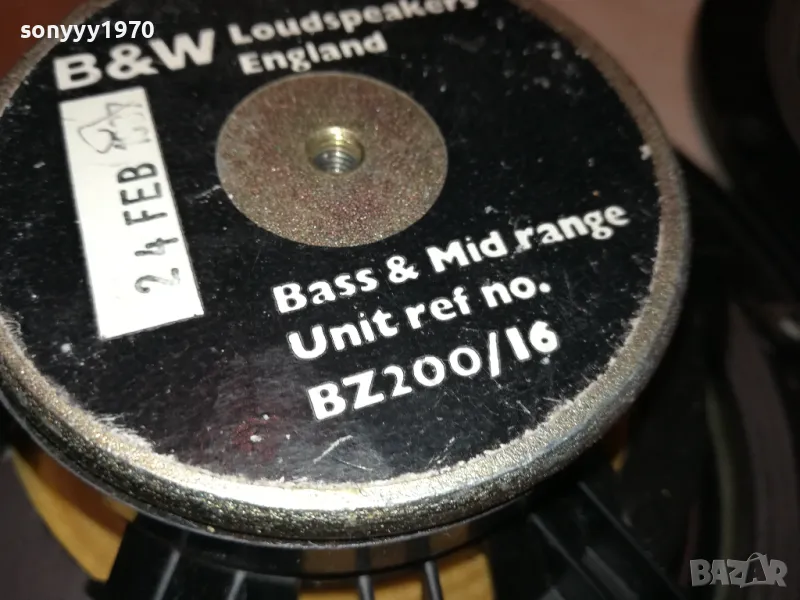 sonyyy1970
B&W Loudspeakers
England
24 FEB
Bass & Mid range
Unit ref no.
BZ200/16
BAZAR